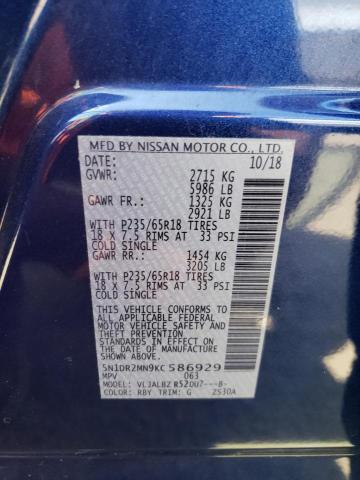 MFD BY NISSAN MOTOR CO., LTD.
DATE: 10/18
GVWR: 2715 KG
5986 LB
GAWR FR: 1325 KG
2921 LB
WITH P235/65R18 TIRES
18 X 7.5 RIMS AT 33 PSI
COLD SINGLE
GAWR RR: 1454 KG
3205 LB
WITH P235/65R18 TIRES
18 X 7.5 RIMS AT 33 PSI
COLD SINGLE
THIS VEHICLE CONFORMS TO
ALL APPLICABLE FEDERAL
MOTOR VEHICLE SAFETY
STANDARDS IN EFFECT ON
THE DATE OF MANUFACTURE
SHOWN ABOVE.
5N1DR2MN9KC586929
MPV 063
MODEL: R52UU---B-
COLOR: RBY TRIM: G 2530A